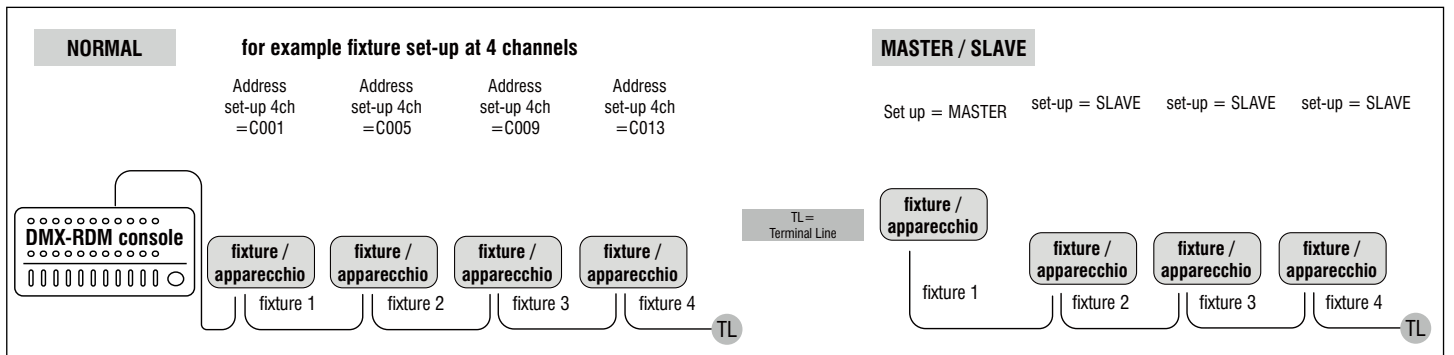 NORMAL
for example fixture set-up at 4 channels
Address
set-up 4ch
=C001
Address
set-up 4ch
=C005
Address
set-up 4ch
=C009
Address
set-up 4ch
=C013
DMX-RDM console
fixture /
apparecchio
fixture /
apparecchio
fixture /
apparecchio
fixture /
apparecchio
fixture 1
fixture 2
fixture 3
fixture 4
TL
TL=
Terminal Line
MASTER / SLAVE
Set up = MASTER
set-up = SLAVE
set-up = SLAVE
set-up = SLAVE
fixture /
apparecchio
fixture /
apparecchio
fixture /
apparecchio
fixture /
apparecchio
fixture 1
fixture 2
fixture 3
fixture 4
TL